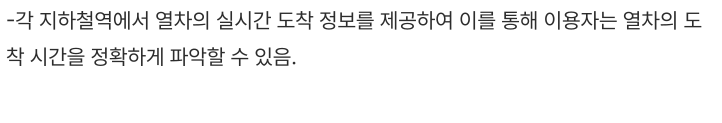 -각 지하철역에서 열차의 실시간 도착 정보를 제공하여 이를 통해 이용자는 열차의 도
착 시간을 정확하게 파악할 수 있음.